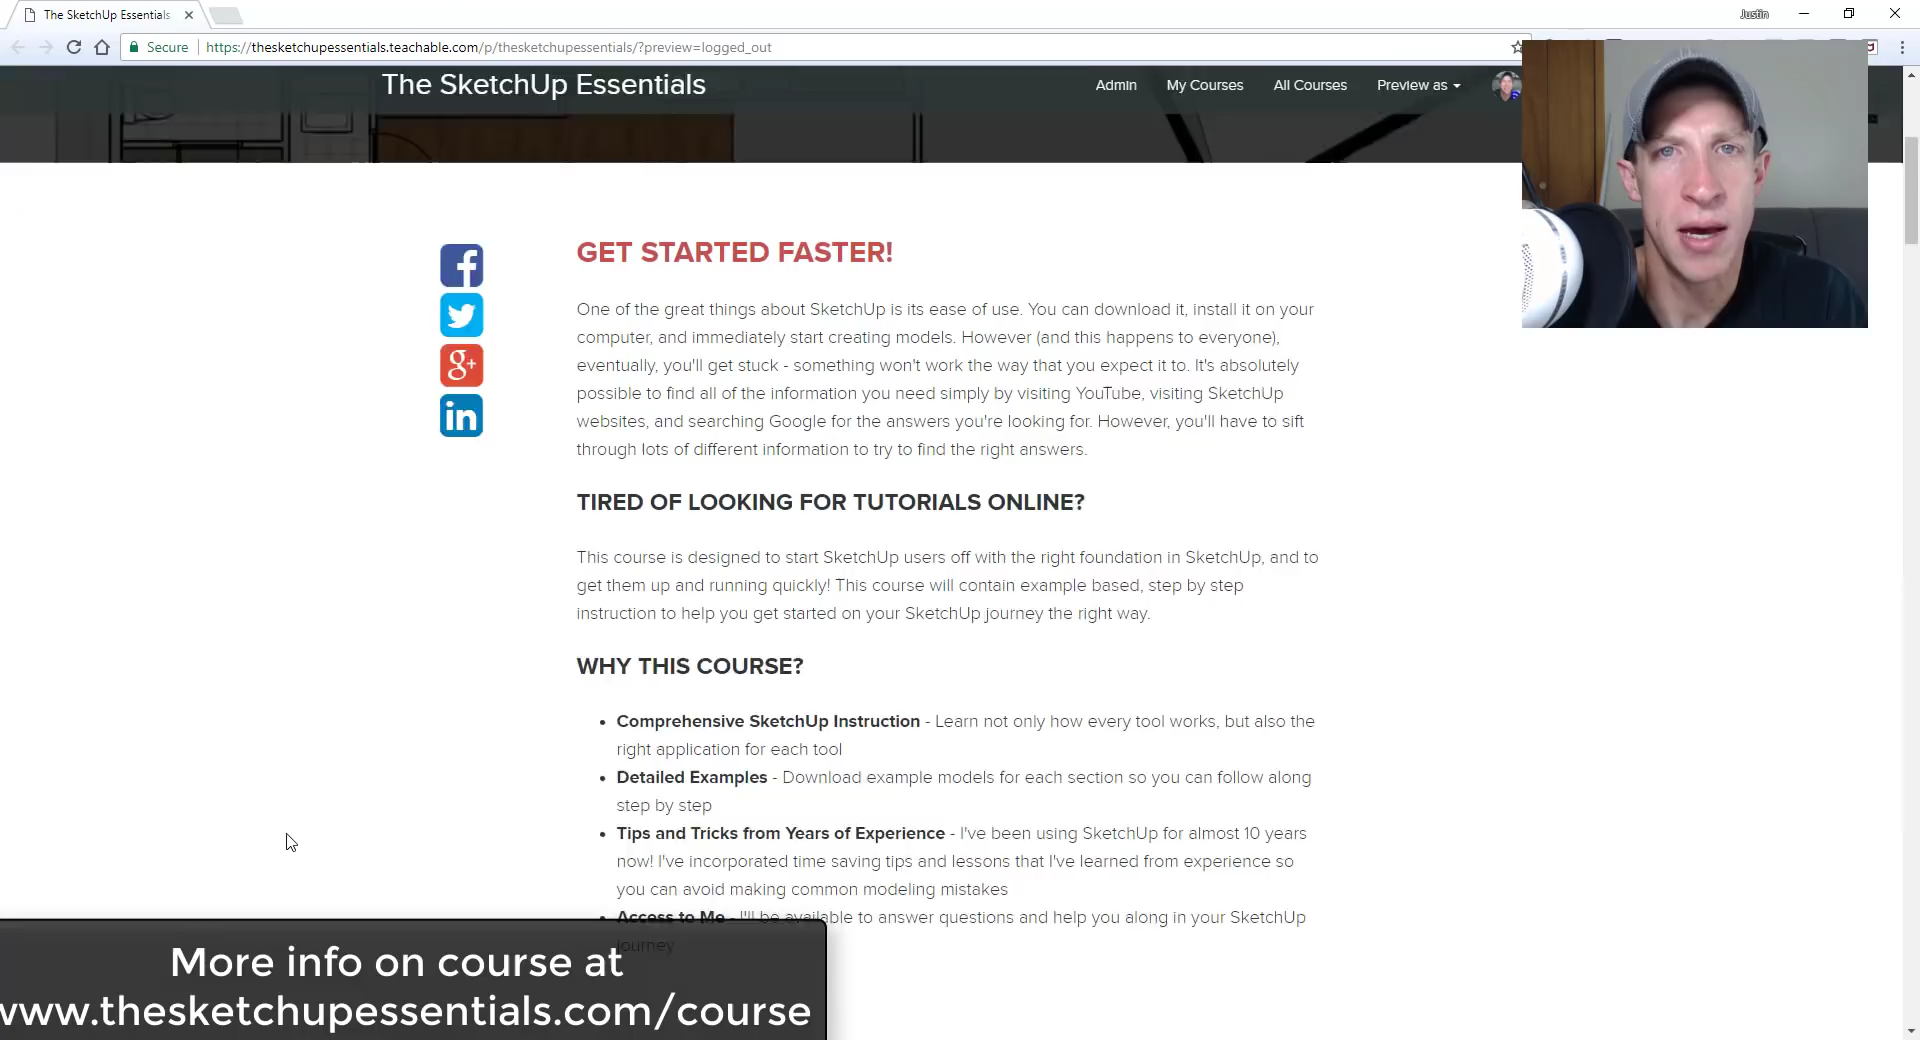 The SketchUp Essentials
Justin
Secure
https://thesketchupessentials.teachable.com/p/thesketchupessentials/?preview=logged_out
The SketchUp Essentials
Admin
My Courses
All Courses
Preview as
GET STARTED FASTER!
One of the great things about SketchUp is its ease of use. You can download it, install it on your
computer, and immediately start creating models. However (and this happens to everyone),
eventually, you'll get stuck - something won't work the way that you expect it to. It's absolutely
possible to find all of the information you need simply by visiting YouTube, visiting SketchUp
websites, and searching Google for the answers you're looking for. However, you'll have to sift
through lots of different information to try to find the right answers.
TIRED OF LOOKING FOR TUTORIALS ONLINE?
This course is designed to start SketchUp users off with the right foundation in SketchUp, and to
get them up and running quickly! This course will contain example based, step by step
instruction to help you get started on your SketchUp journey the right way.
WHY THIS COURSE?
• Comprehensive SketchUp Instruction - Learn not only how every tool works, but also the
right application for each tool
• Detailed Examples - Download example models for each section so you can follow along
step by step
• Tips and Tricks from Years of Experience - I've been using SketchUp for almost 10 years
now! I've incorporated time saving tips and lessons that I've learned from experience so
you can avoid making common modeling mistakes
• Access to Me - I'll be available to answer questions and help you along in your SketchUp
journey
More info on course at
www.thesketchupessentials.com/course